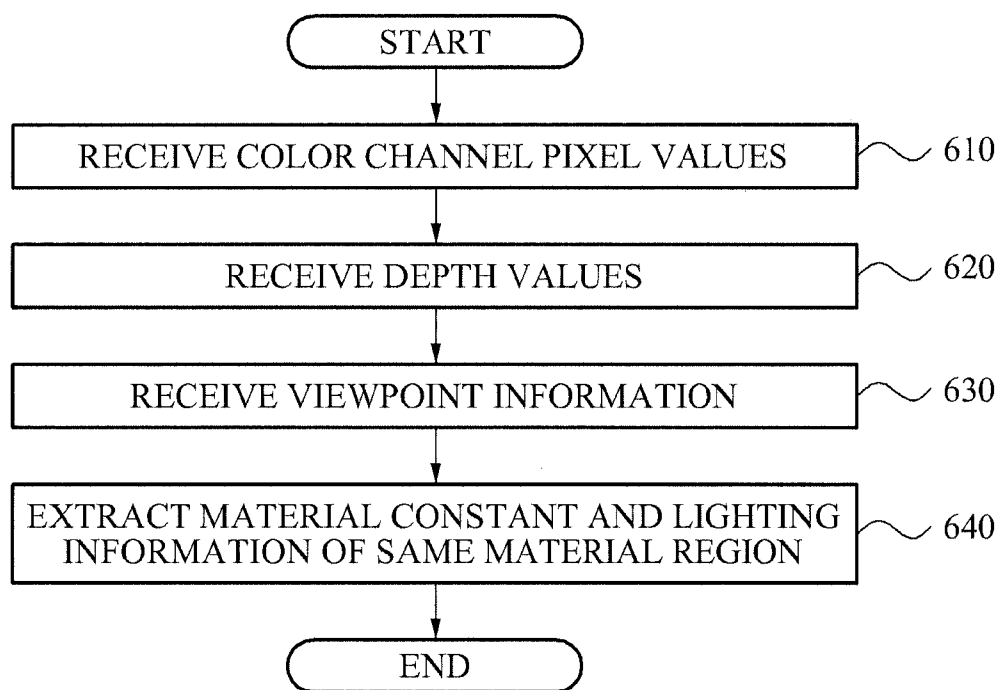 START
RECEIVE COLOR CHANNEL PIXEL VALUES
610
RECEIVE DEPTH VALUES
620
RECEIVE VIEWPOINT INFORMATION
630
EXTRACT MATERIAL CONSTANT AND LIGHTING
INFORMATION OF SAME MATERIAL REGION
640
END